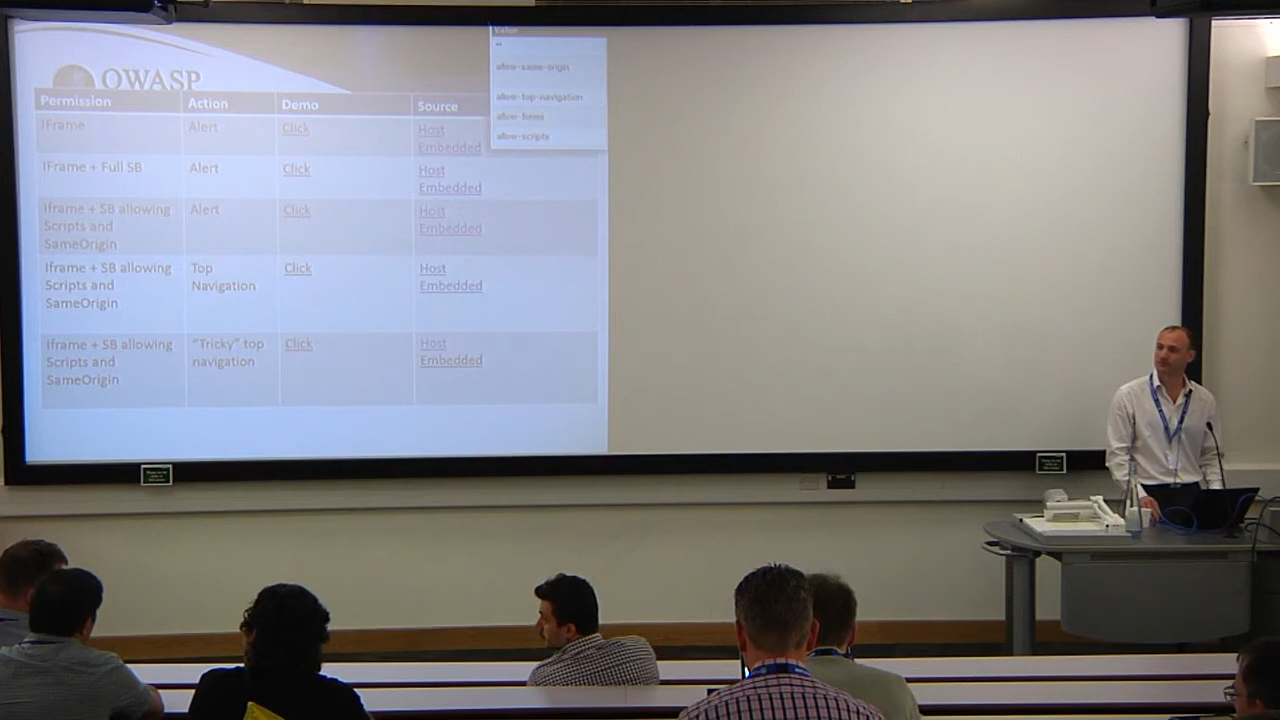 OWASP
Value
""
allow-same-origin
allow-top-navigation
allow-forms
allow-scripts
Permission Action Demo Source
IFrame Alert Click Host
Embedded
IFrame + Full SB Alert Click Host
Embedded
Iframe + SB allowing Alert Click Host
Scripts and Embedded
SameOrigin
Iframe + SB allowing Top Click Host
Scripts and Navigation Embedded
SameOrigin
Iframe + SB allowing "Tricky" top Click Host
Scripts and navigation Embedded
SameOrigin